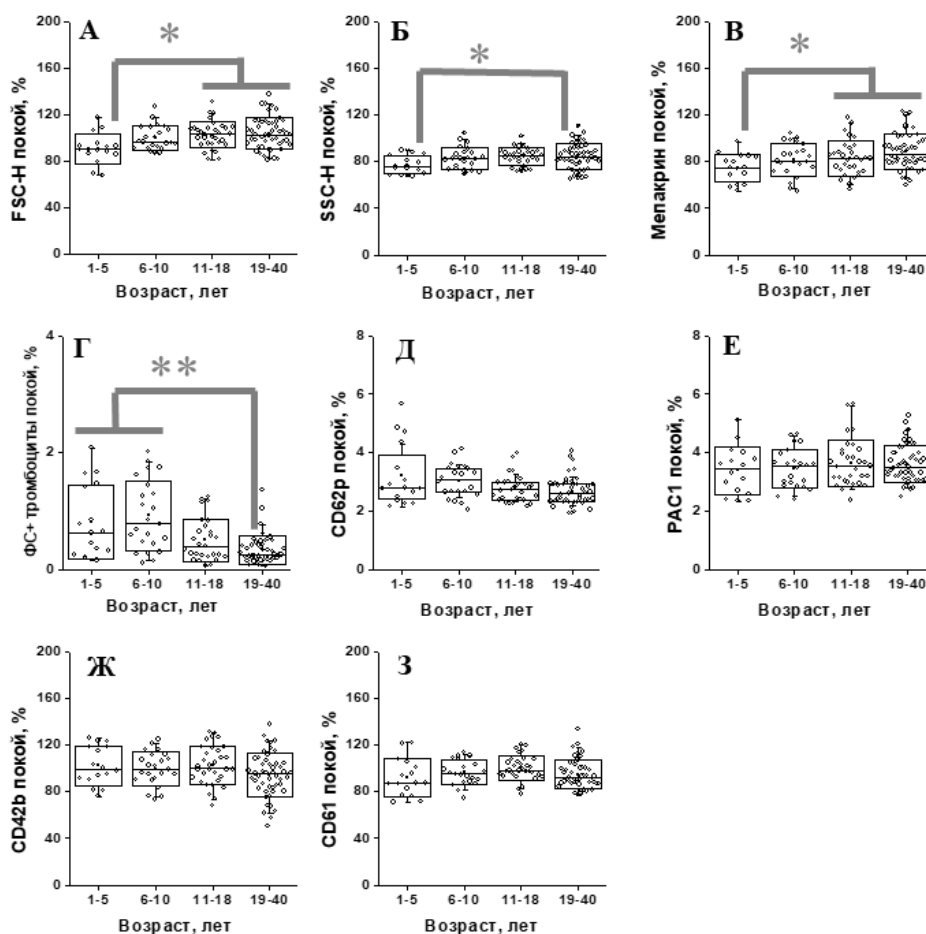 А
*
FSC-H покой, %
200
160
120
80
40
0
1-5 6-10 11-18 19-40
Возраст, лет
Б
*
SSC-H покой, %
200
160
120
80
40
0
1-5 6-10 11-18 19-40
Возраст, лет
В
*
Мепакрин покой, %
200
160
120
80
40
0
1-5 6-10 11-18 19-40
Возраст, лет
Г
**
ФС+ тромбоциты покой, %
4
2
0
1-5 6-10 11-18 19-40
Возраст, лет
Д
CD62p покой, %
8
6
4
2
0
1-5 6-10 11-18 19-40
Возраст, лет
Е
PAC1 покой, %
8
6
4
2
0
1-5 6-10 11-18 19-40
Возраст, лет
Ж
CD42b покой, %
200
160
120
80
40
0
1-5 6-10 11-18 19-40
Возраст, лет
З
CD61 покой, %
200
160
120
80
40
0
1-5 6-10 11-18 19-40
Возраст, лет